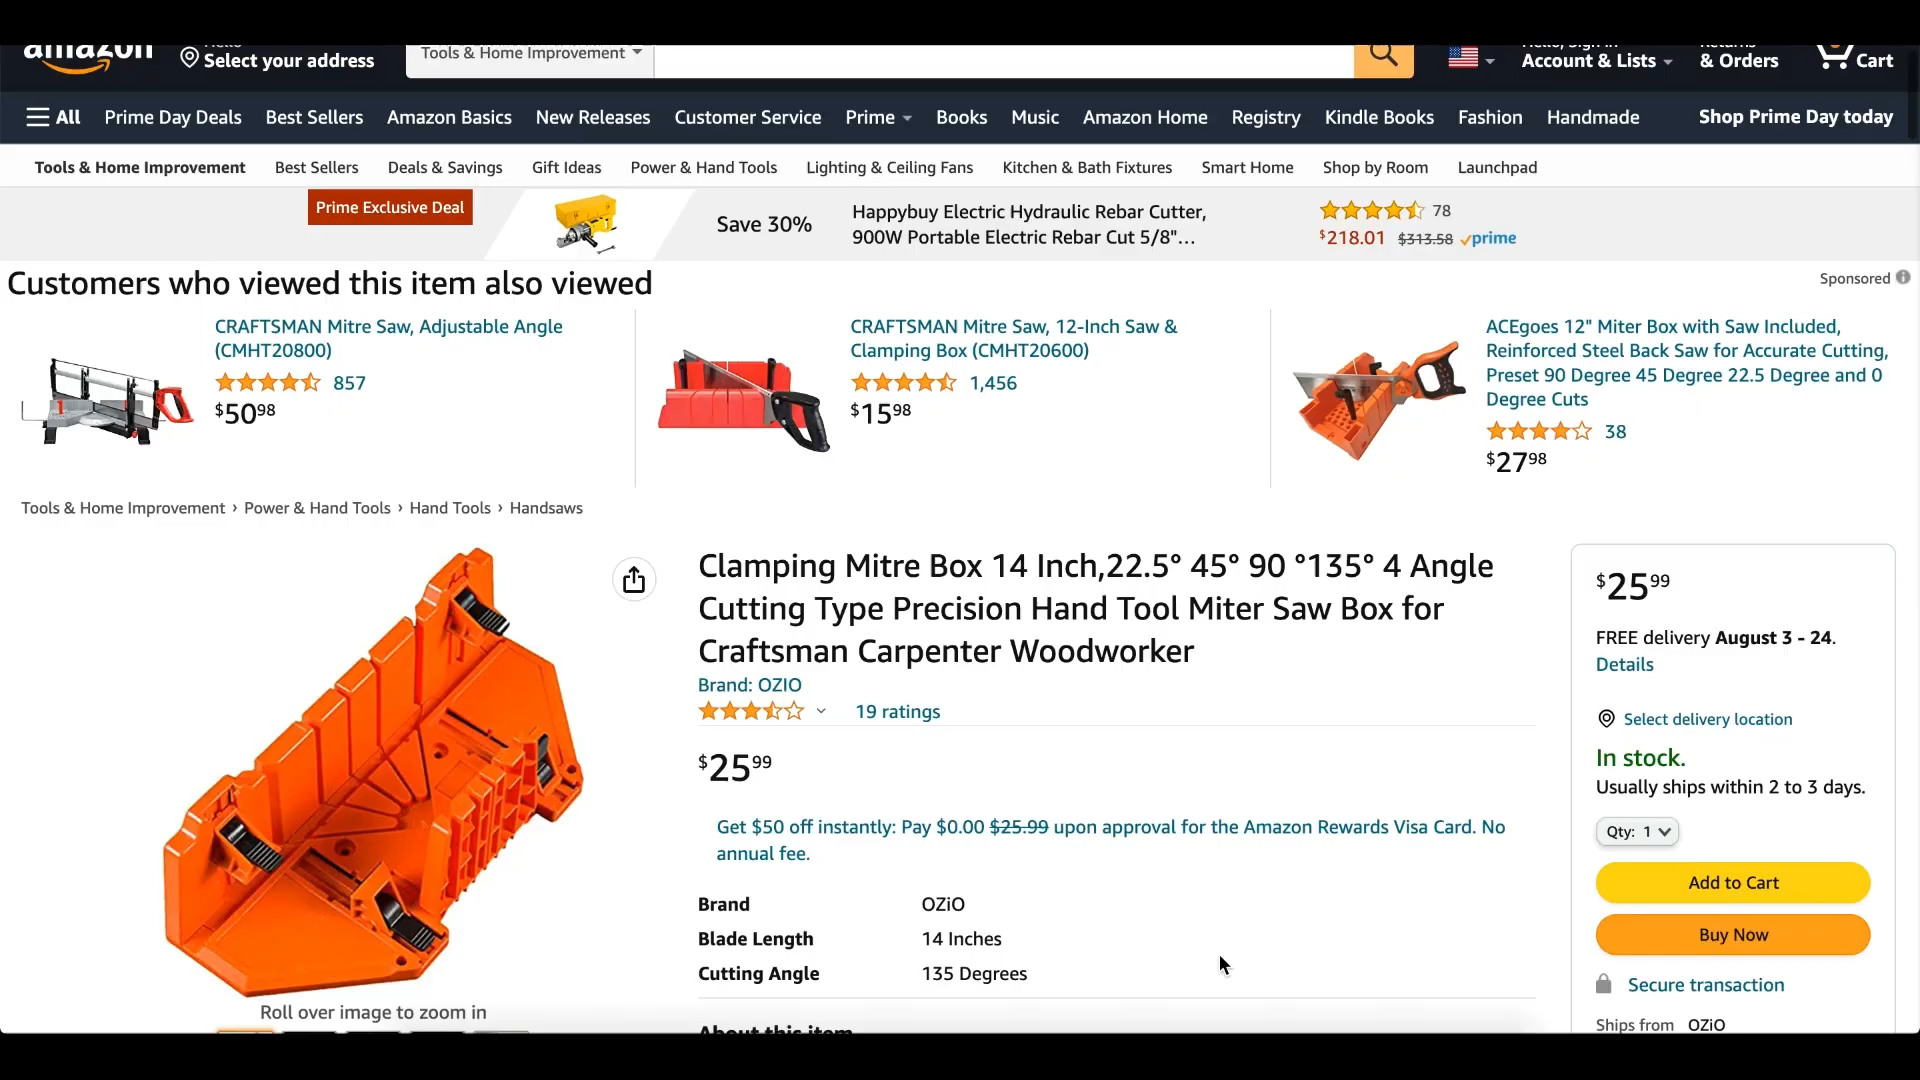 amazon
Select your address
Tools & Home Improvement
Hello, Sign in
Account & Lists
Returns
& Orders
Cart
All
Prime Day Deals
Best Sellers
Amazon Basics
New Releases
Customer Service
Prime
Books
Music
Amazon Home
Registry
Kindle Books
Fashion
Handmade
Shop Prime Day today
Tools & Home Improvement
Best Sellers
Deals & Savings
Gift Ideas
Power & Hand Tools
Lighting & Ceiling Fans
Kitchen & Bath Fixtures
Smart Home
Shop by Room
Launchpad
Prime Exclusive Deal
Save 30%
Happybuy Electric Hydraulic Rebar Cutter,
900W Portable Electric Rebar Cut 5/8"...
78
$218.01 $313.58 prime
Customers who viewed this item also viewed
Sponsored
CRAFTSMAN Mitre Saw, Adjustable Angle
(CMHT20800)
857
$5098
CRAFTSMAN Mitre Saw, 12-Inch Saw &
Clamping Box (CMHT20600)
1,456
$1598
ACEgoes 12" Miter Box with Saw Included,
Reinforced Steel Back Saw for Accurate Cutting,
Preset 90 Degree 45 Degree 22.5 Degree and 0
Degree Cuts
38
$2798
Tools & Home Improvement › Power & Hand Tools › Hand Tools › Handsaws
Roll over image to zoom in
Clamping Mitre Box 14 Inch,22.5° 45° 90 °135° 4 Angle
Cutting Type Precision Hand Tool Miter Saw Box for
Craftsman Carpenter Woodworker
Brand: OZIO
19 ratings
$2599
Get $50 off instantly: Pay $0.00 $25.99 upon approval for the Amazon Rewards Visa Card. No
annual fee.
Brand OZiO
Blade Length 14 Inches
Cutting Angle 135 Degrees
About this item
$2599
FREE delivery August 3 - 24.
Details
Select delivery location
In stock.
Usually ships within 2 to 3 days.
Qty: 1
Add to Cart
Buy Now
Secure transaction
Ships from OZiO